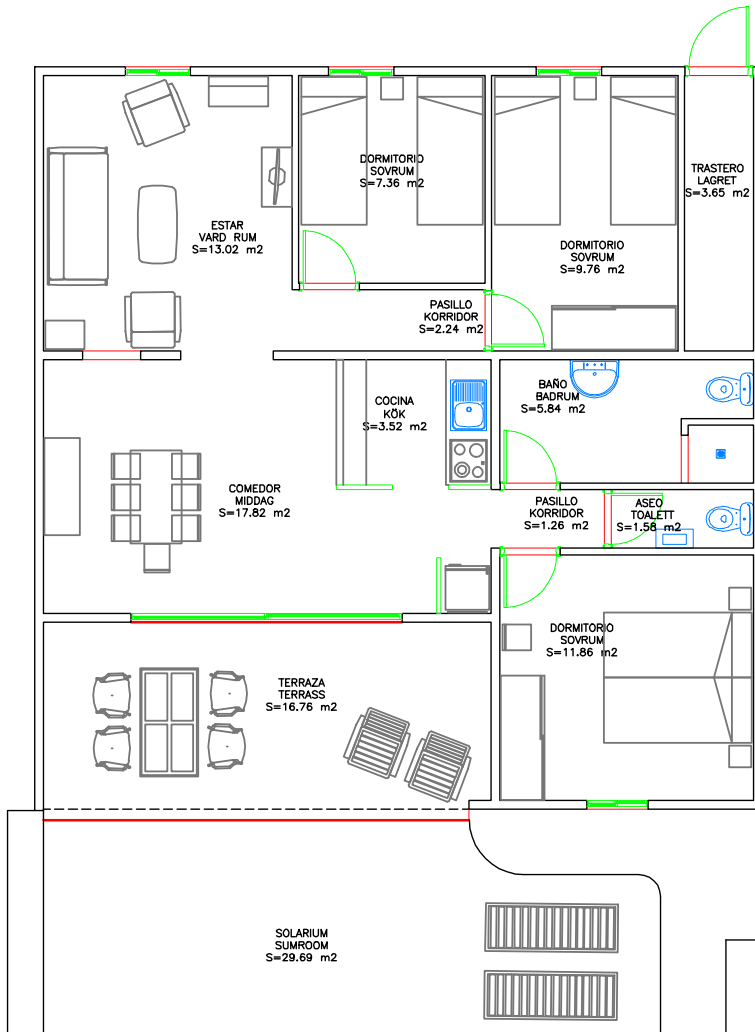 DORMITORIO
SOVRUM
S=7.36 m2
TRASTERO
LAGRET
S=3.65 m2
ESTAR
VARD RUM
S=13.02 m2
DORMITORIO
SOVRUM
S=9.76 m2
PASILLO
KORRIDOR
S=2.24 m2
BAÑO
BADRUM
S=5.84 m2
COCINA
KÖK
S=3.52 m2
COMEDOR
MIDDAG
S=17.82 m2
PASILLO
KORRIDOR
S=1.26 m2
ASEO
TOALETT
S=1.58 m2
DORMITORIO
SOVRUM
S=11.86 m2
TERRAZA
TERRASS
S=16.76 m2
SOLARIUM
SUMROOM
S=29.69 m2